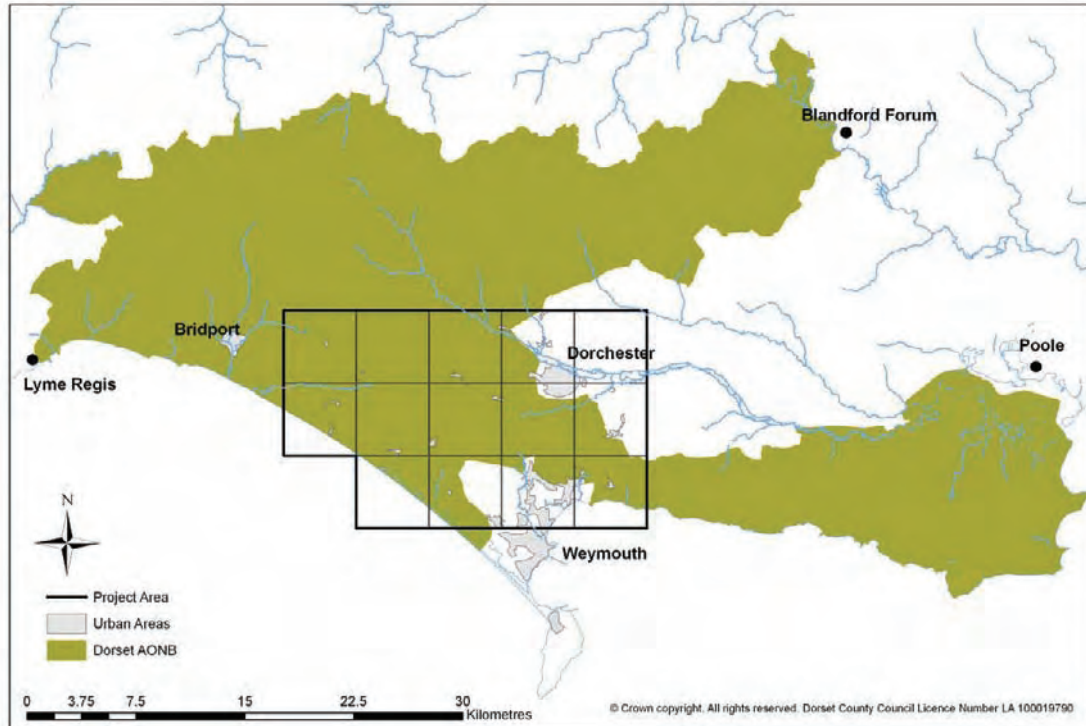 Blandford Forum
Bridport
Dorchester
Poole
Lyme Regis
Weymouth
N
Project Area
Urban Areas
Dorset AONB
0 3.75 7.5 15 22.5 30
Kilometres
© Crown copyright. All rights reserved. Dorset County Council Licence Number LA 100019790